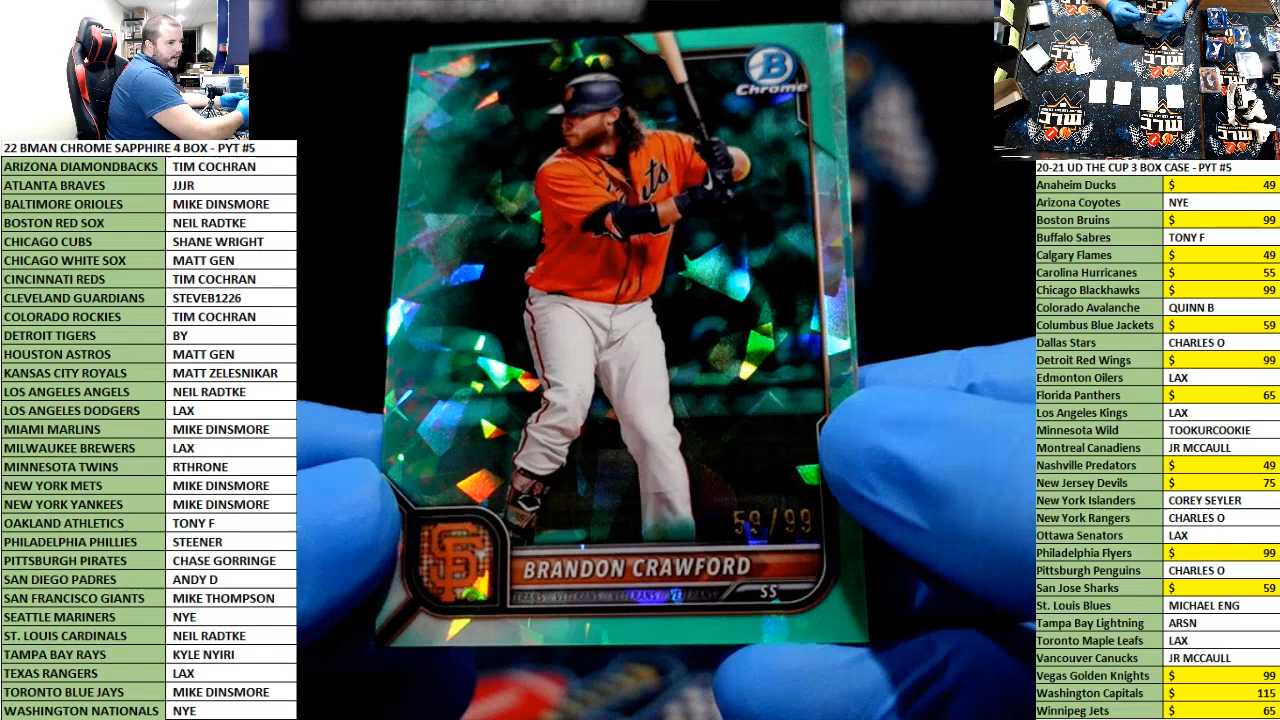 22 BMAN CHROME SAPPHIRE 4 BOX - PYT #5
ARIZONA DIAMONDBACKS TIM COCHRAN
ATLANTA BRAVES JJJR
BALTIMORE ORIOLES MIKE DINSMORE
BOSTON RED SOX NEIL RADTKE
CHICAGO CUBS SHANE WRIGHT
CHICAGO WHITE SOX MATT GEN
CINCINNATI REDS TIM COCHRAN
CLEVELAND GUARDIANS STEVEB1226
COLORADO ROCKIES TIM COCHRAN
DETROIT TIGERS BY
HOUSTON ASTROS MATT GEN
KANSAS CITY ROYALS MATT ZELESNIKAR
LOS ANGELES ANGELS NEIL RADTKE
LOS ANGELES DODGERS LAX
MIAMI MARLINS MIKE DINSMORE
MILWAUKEE BREWERS LAX
MINNESOTA TWINS RTHRONE
NEW YORK METS MIKE DINSMORE
NEW YORK YANKEES MIKE DINSMORE
OAKLAND ATHLETICS TONY F
PHILADELPHIA PHILLIES STEENER
PITTSBURGH PIRATES CHASE GORRINGE
SAN DIEGO PADRES ANDY D
SAN FRANCISCO GIANTS MIKE THOMPSON
SEATTLE MARINERS NYE
ST. LOUIS CARDINALS NEIL RADTKE
TAMPA BAY RAYS KYLE NYIRI
TEXAS RANGERS LAX
TORONTO BLUE JAYS MIKE DINSMORE
WASHINGTON NATIONALS NYE
B
Chrome
59/99
SF
BRANDON CRAWFORD
VETERANS
SS
20-21 UD THE CUP 3 BOX CASE - PYT #5
Anaheim Ducks $ 49
Arizona Coyotes NYE
Boston Bruins $ 99
Buffalo Sabres TONY F
Calgary Flames $ 49
Carolina Hurricanes $ 55
Chicago Blackhawks $ 99
Colorado Avalanche QUINN B
Columbus Blue Jackets $ 59
Dallas Stars CHARLES O
Detroit Red Wings $ 99
Edmonton Oilers LAX
Florida Panthers $ 65
Los Angeles Kings LAX
Minnesota Wild TOOKURCOOKIE
Montreal Canadiens JR MCCAULL
Nashville Predators $ 49
New Jersey Devils $ 75
New York Islanders COREY SEYLER
New York Rangers CHARLES O
Ottawa Senators LAX
Philadelphia Flyers $ 99
Pittsburgh Penguins CHARLES O
San Jose Sharks $ 59
St. Louis Blues MICHAEL ENG
Tampa Bay Lightning ARSN
Toronto Maple Leafs LAX
Vancouver Canucks JR MCCAULL
Vegas Golden Knights $ 99
Washington Capitals $ 115
Winnipeg Jets $ 65